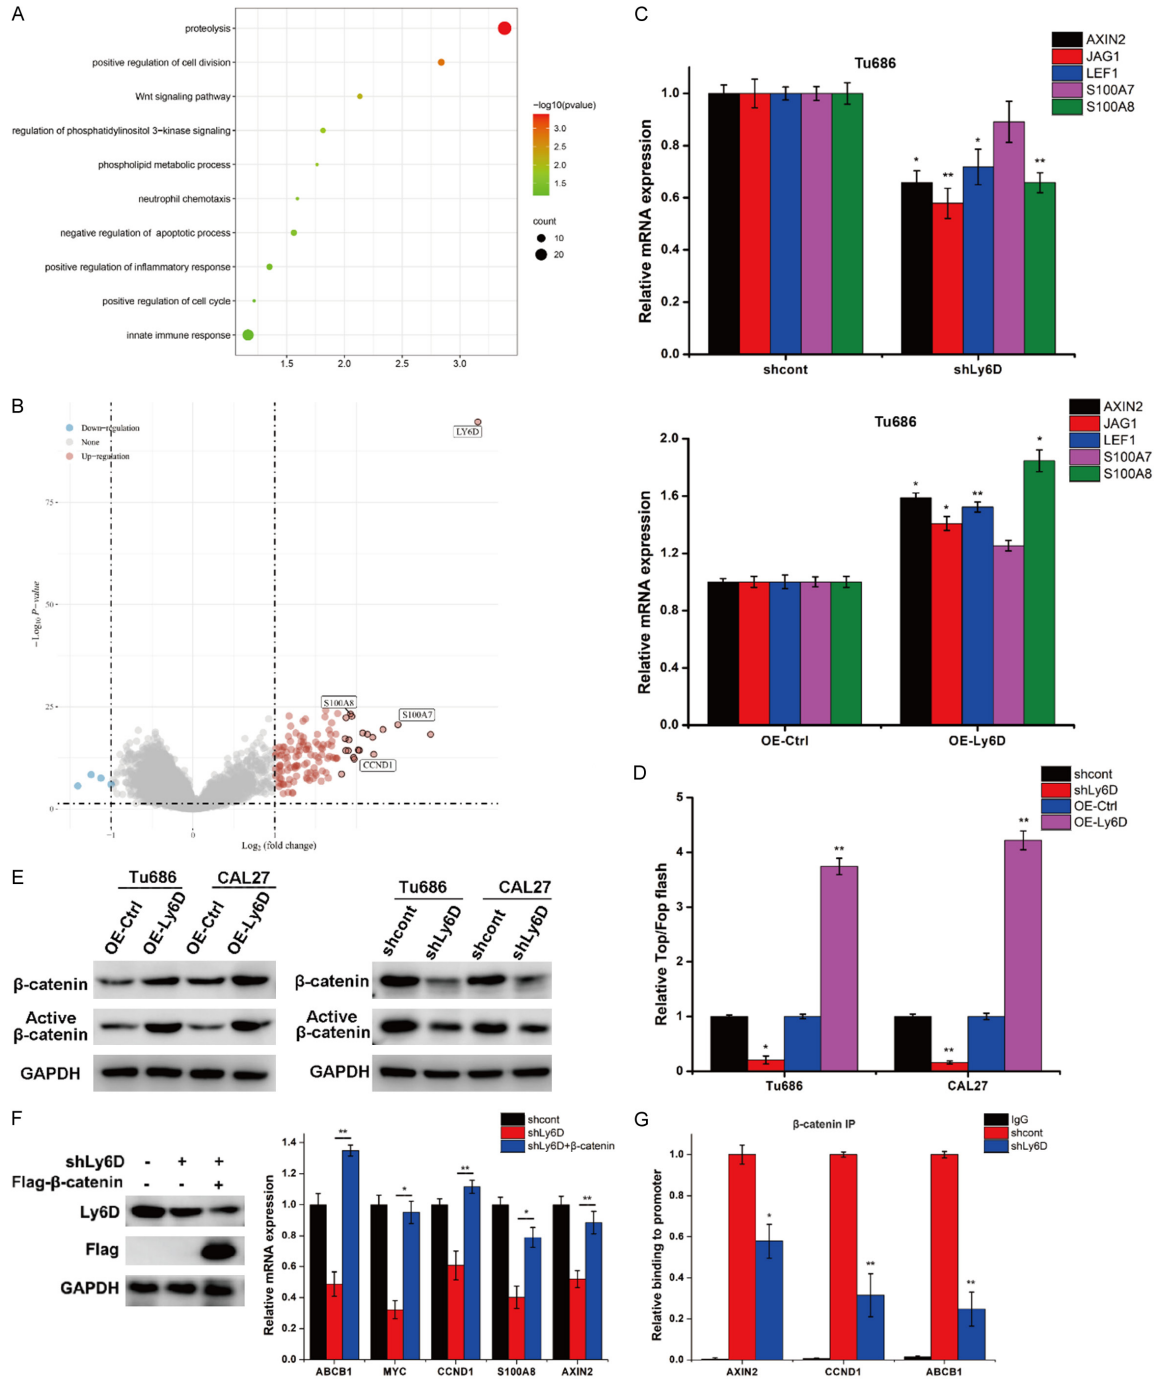 A
proteolysis
positive regulation of cell division
Wnt signaling pathway
regulation of phosphatidylinositol 3-kinase signaling
phospholipid metabolic process
neutrophil chemotaxis
negative regulation of apoptotic process
positive regulation of inflammatory response
positive regulation of cell cycle
innate immune response
1.5 2.0 2.5 3.0
−log10(pvalue)
3.0
2.5
2.0
1.5
count
10
20
B
Down-regulation
None
Up-regulation
LY6D
S100A8
S100A7
CCND1
75
50
25
0
−Log10 P−value
−1 0 1
Log2 (fold change)
C
Tu686
AXIN2
JAG1
LEF1
S100A7
S100A8
Relative mRNA expression
1.0
0.8
0.6
0.4
0.2
0.0
* ** * **
shcont shLy6D
Tu686
AXIN2
JAG1
LEF1
S100A7
S100A8
Relative mRNA expression
2.0
1.6
1.2
0.8
0.4
0.0
* * ** *
OE-Ctrl OE-Ly6D
D
shcont
shLy6D
OE-Ctrl
OE-Ly6D
Relative Top/Fop flash
5
4
3
2
1
0
* ** ** **
Tu686 CAL27
E
Tu686 CAL27
OE-Ctrl OE-Ly6D OE-Ctrl OE-Ly6D
β-catenin
Active
β-catenin
GAPDH
Tu686 CAL27
shcont shLy6D shcont shLy6D
β-catenin
Active
β-catenin
GAPDH
F
shLy6D - + +
Flag-β-catenin - - +
Ly6D
Flag
GAPDH
shcont
shLy6D
shLy6D+β-catenin
Relative mRNA expression
1.4
1.2
1.0
0.8
0.6
0.4
0.2
0.0
** * ** * **
ABCB1 MYC CCND1 S100A8 AXIN2
G
β-catenin IP
IgG
shcont
shLy6D
Relative binding to promoter
1.0
0.8
0.6
0.4
0.2
0.0
* ** **
AXIN2 CCND1 ABCB1